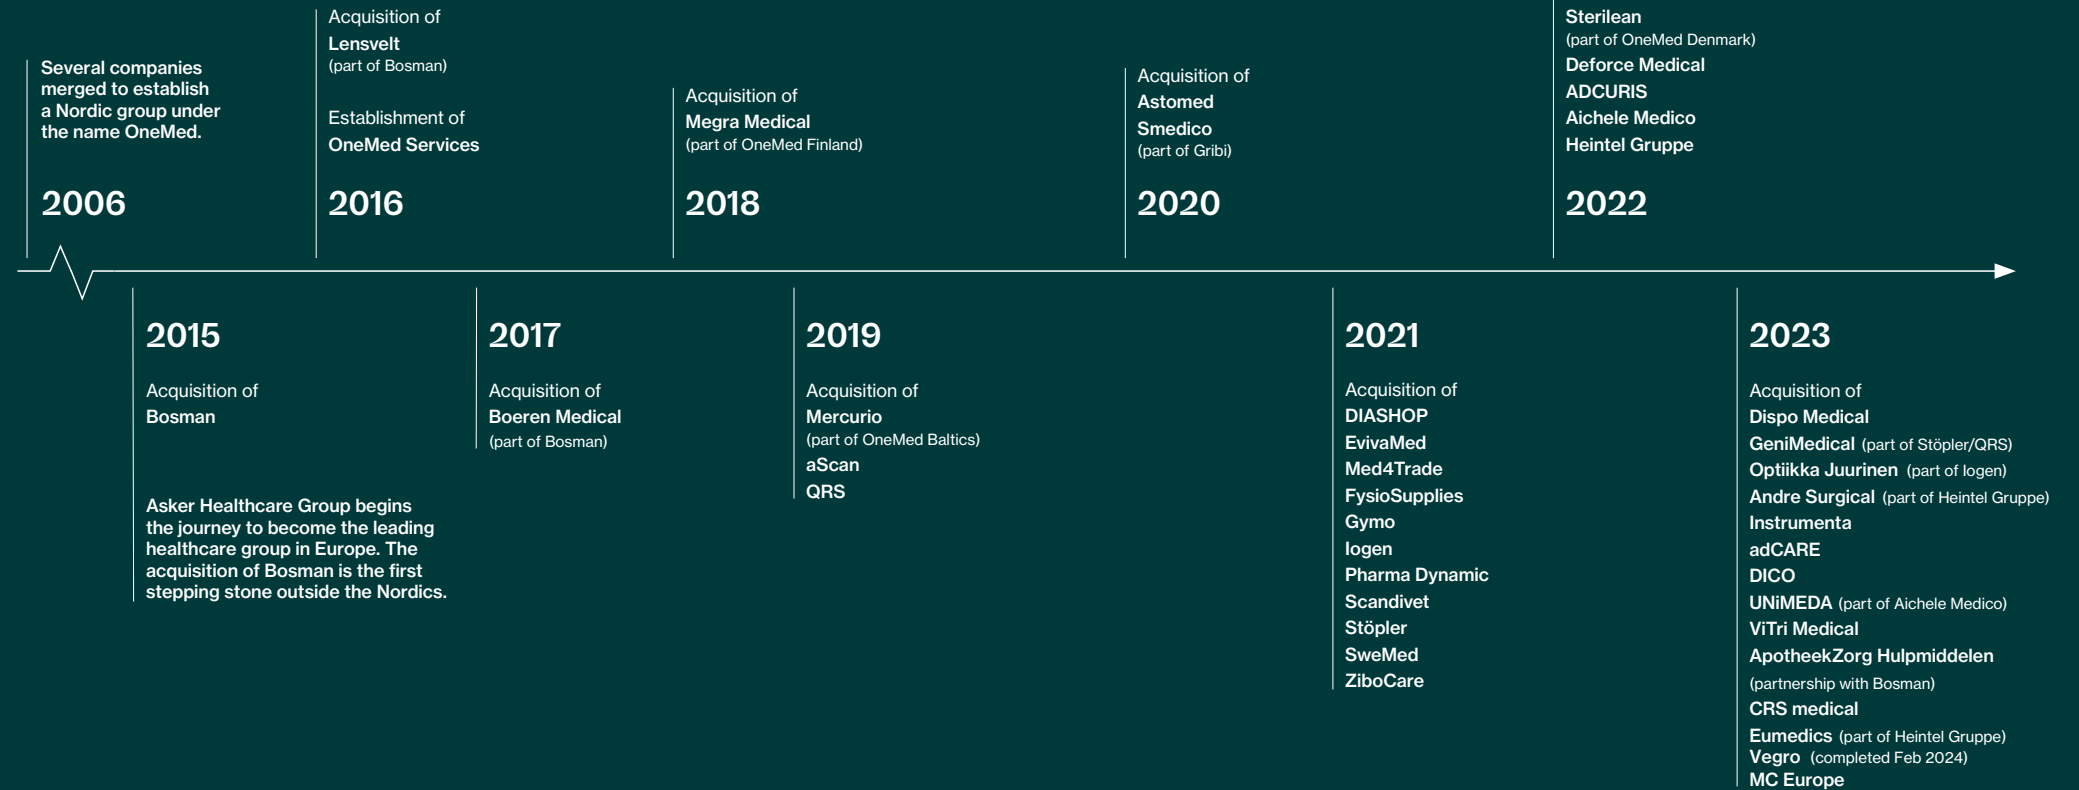 Several companies
merged to establish
a Nordic group under
the name OneMed.
2006
Acquisition of
Lensvelt
(part of Bosman)
Establishment of
OneMed Services
2016
Acquisition of
Megra Medical
(part of OneMed Finland)
2018
Acquisition of
Astomed
Smedico
(part of Gribi)
2020
Sterilean
(part of OneMed Denmark)
Deforce Medical
ADCURIS
Aichele Medico
Heintel Gruppe
2022
2015
Acquisition of
Bosman
Asker Healthcare Group begins
the journey to become the leading
healthcare group in Europe. The
acquisition of Bosman is the first
stepping stone outside the Nordics.
2017
Acquisition of
Boeren Medical
(part of Bosman)
2019
Acquisition of
Mercurio
(part of OneMed Baltics)
aScan
QRS
2021
Acquisition of
DIASHOP
EvivaMed
Med4Trade
FysioSupplies
Gymo
Iogen
Pharma Dynamic
Scandivet
Stöpler
SweMed
ZiboCare
2023
Acquisition of
Dispo Medical
GeniMedical (part of Stöpler/QRS)
Optiikka Juurinen (part of Iogen)
Andre Surgical (part of Heintel Gruppe)
Instrumenta
adCARE
DICO
UNiMEDA (part of Aichele Medico)
ViTri Medical
ApotheekZorg Hulpmiddelen
(partnership with Bosman)
CRS medical
Eumedics (part of Heintel Gruppe)
Vegro (completed Feb 2024)
MC Europe